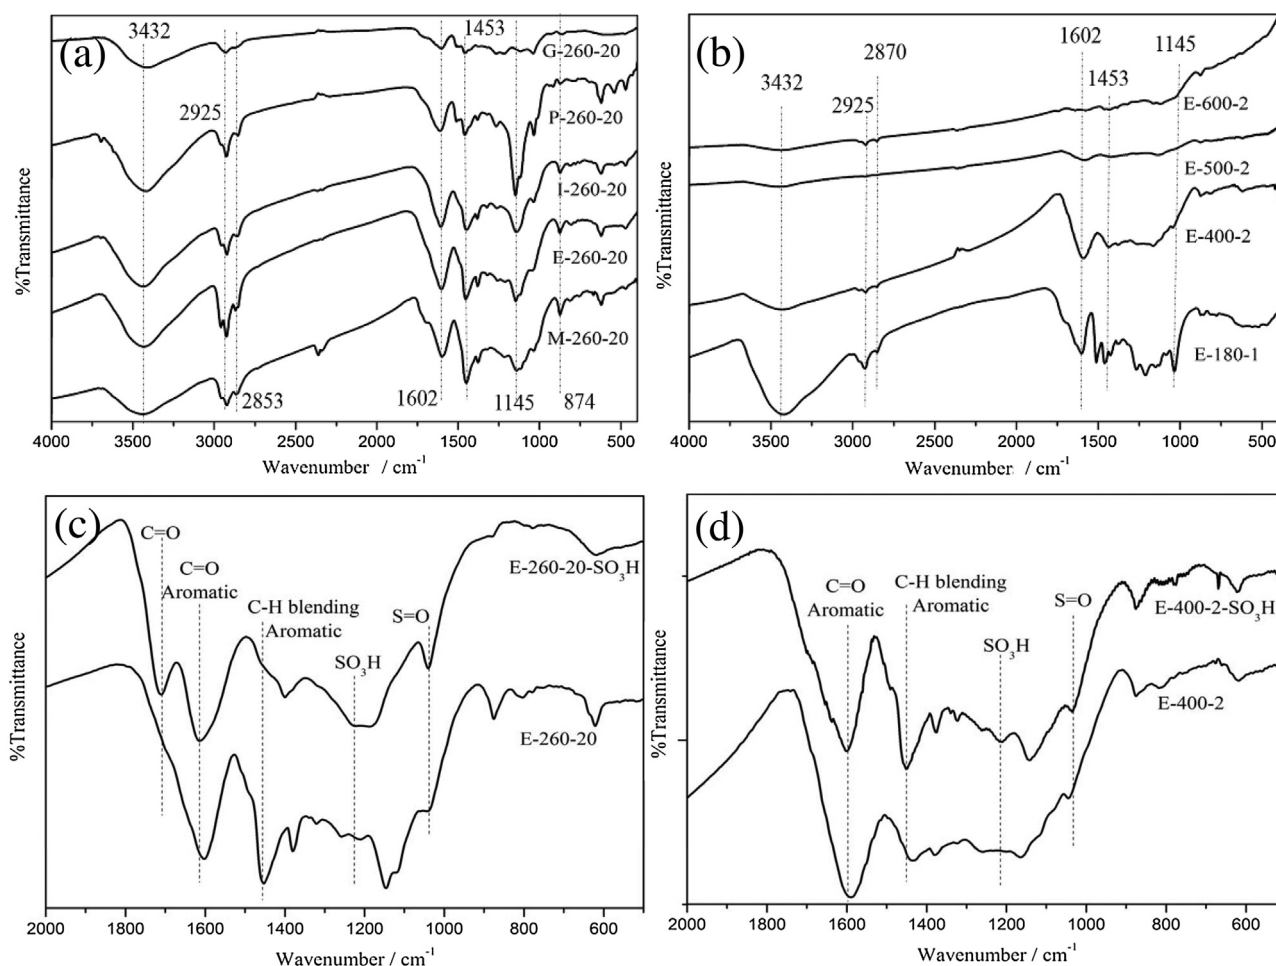 (a)
3432
1453
G-260-20
2925
P-260-20
I-260-20
E-260-20
M-260-20
2853
1602
1145
874
%Transmittance
4000 3500 3000 2500 2000 1500 1000 500
Wavenumber / cm⁻¹
(b)
3432
2925
2870
1602
1453
1145
E-600-2
E-500-2
E-400-2
E-180-1
%Transmittance
4000 3500 3000 2500 2000 1500 1000 500
Wavenumber / cm⁻¹
(c)
C=O
C=O
Aromatic
C-H blending
Aromatic
SO₃H
S=O
E-260-20-SO₃H
E-260-20
%Transmittance
2000 1800 1600 1400 1200 1000 800 600
Wavenumber / cm⁻¹
(d)
C=O
Aromatic
C-H blending
Aromatic
SO₃H
S=O
E-400-2-SO₃H
E-400-2
%Transmittance
2000 1800 1600 1400 1200 1000 800 600
Wavenumber / cm⁻¹